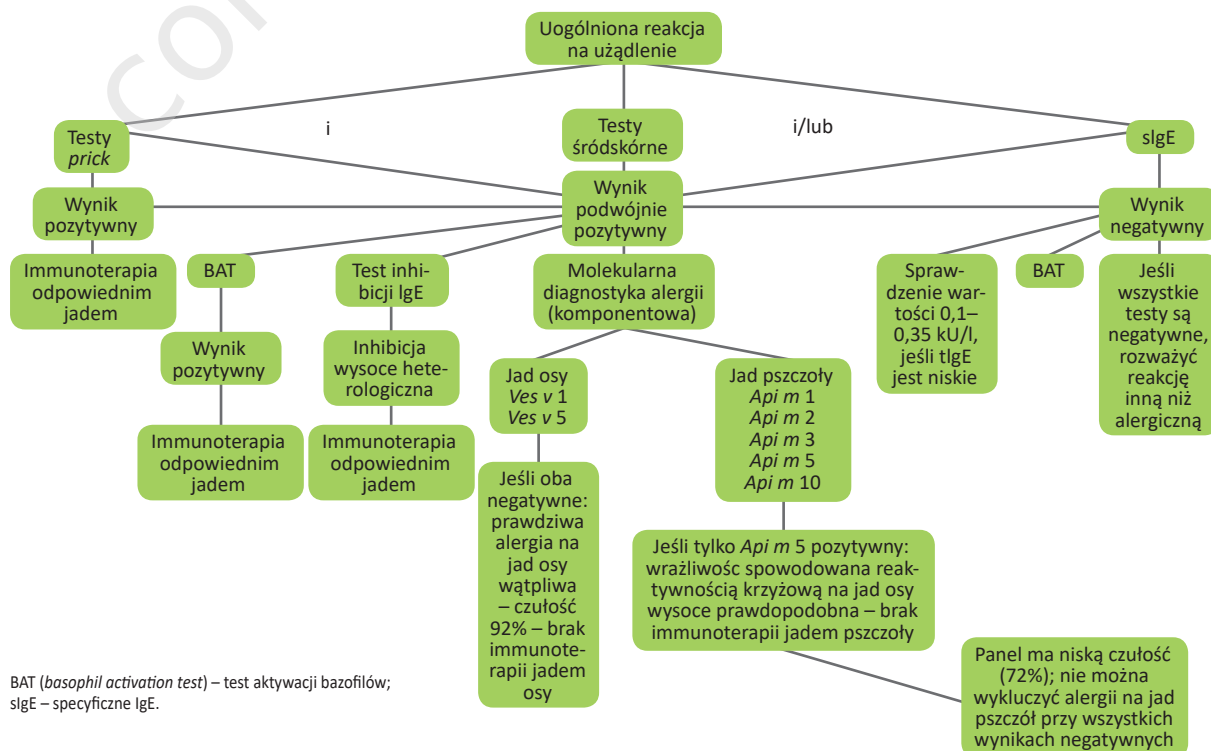 con
Uogólniona reakcja
na użądlenie
i
i/lub
Testy
prick
Testy
śródskórne
sIgE
Wynik
pozytywny
Wynik
podwójnie
pozytywny
Wynik
negatywny
Immunoterapia
odpowiednim
jadem
BAT
Test inhi-
bicji IgE
Molekularna
diagnostyka alergii
(komponentowa)
Spraw-
dzenie war-
tości 0,1–
0,35 kU/l,
jeśli tIgE
jest niskie
BAT
Jeśli
wszystkie
testy są
negatywne,
rozważyć
reakcję
inną niż
alergiczną
Wynik
pozytywny
Inhibicja
wysoce hete-
rologiczna
Jad osy
Ves v 1
Ves v 5
Jad pszczoły
Api m 1
Api m 2
Api m 3
Api m 5
Api m 10
Immunoterapia
odpowiednim
jadem
Immunoterapia
odpowiednim
jadem
Jeśli oba
negatywne:
prawdziwa
alergia na
jad osy
wątpliwa
– czułość
92% – brak
immunote-
rapii jadem
osy
Jeśli tylko Api m 5 pozytywny:
wrażliwośc spowodowana reak-
tywnością krzyżową na jad osy
wysoce prawdopodobna – brak
immunoterapii jadem pszczoły
Panel ma niską czułość
(72%); nie można
wykluczyć alergii na jad
pszczół przy wszystkich
wynikach negatywnych
BAT (basophil activation test) – test aktywacji bazofilów;
sIgE – specyficzne IgE.